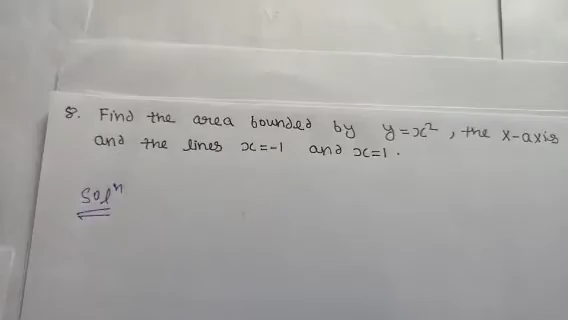 8. Find the area bounded by y=x², the x-axis
and the lines x=-1 and x=1.
Solⁿ